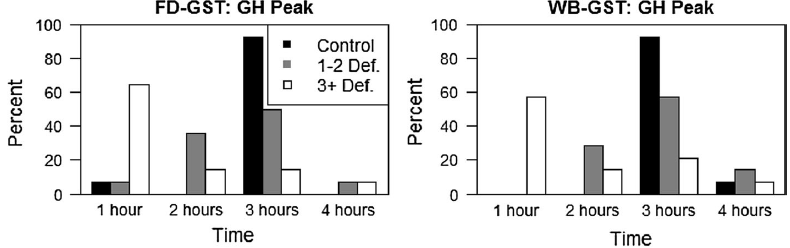 FD-GST: GH Peak
Percent
100
80
60
40
20
0
Control
1-2 Def.
3+ Def.
1 hour 2 hours 3 hours 4 hours
Time
WB-GST: GH Peak
Percent
100
80
60
40
20
0
1 hour 2 hours 3 hours 4 hours
Time